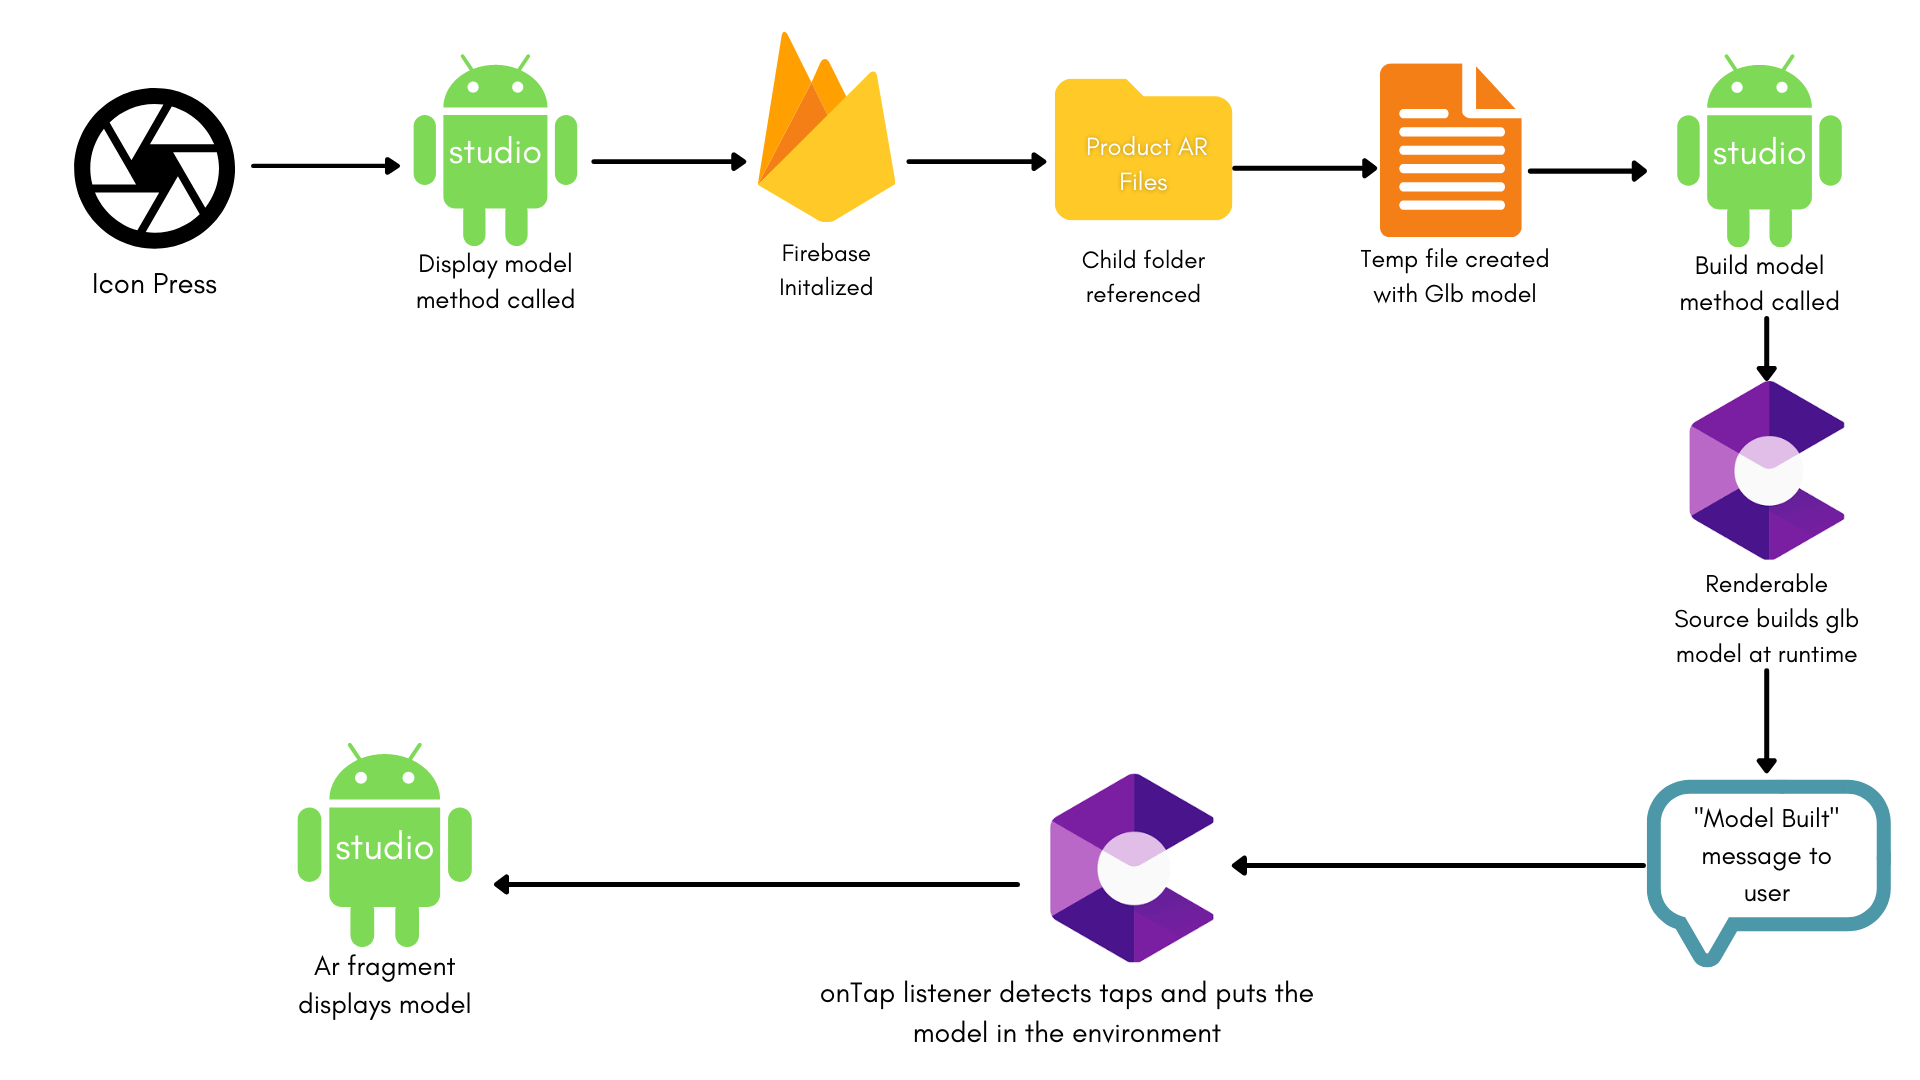 studio
studio
Product AR
Files
Icon Press
Display model
method called
Firebase
Initalized
Child folder
referenced
Temp file created
with Glb model
Build model
method called
Renderable
Source builds glb
model at runtime
"Model Built"
message to
user
studio
onTap listener detects taps and puts the
model in the environment
Ar fragment
displays model